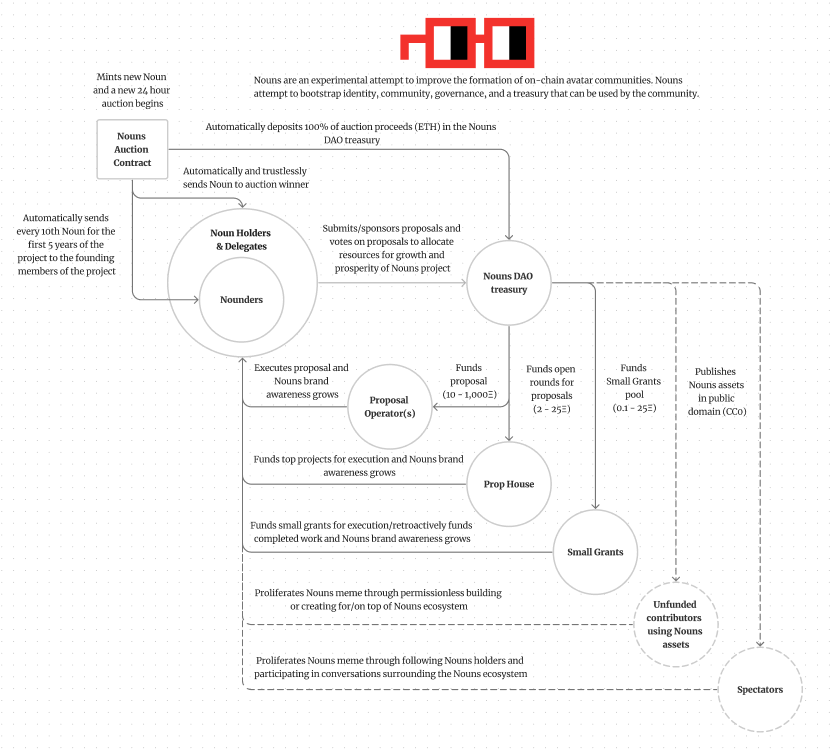 Mints new Noun
and a new 24 hour
auction begins
Nouns are an experimental attempt to improve the formation of on-chain avatar communities. Nouns
attempt to bootstrap identity, community, governance, and a treasury that can be used by the community.
Nouns
Auction
Contract
Automatically deposits 100% of auction proceeds (ETH) in the Nouns
DAO treasury
Automatically and trustlessly
sends Noun to auction winner
Automatically sends
every 10th Noun for the
first 5 years of the
project to the founding
members of the project
Noun Holders
& Delegates
Nounders
Submits/sponsors proposals and
votes on proposals to allocate
resources for growth and
prosperity of Nouns project
Nouns DAO
treasury
Executes proposal and
Nouns brand
awareness grows
Proposal
Operator(s)
Funds
proposal
(10 - 1,000Ξ)
Funds open
rounds for
proposals
(2 - 25Ξ)
Funds
Small Grants
pool
(0.1 - 25Ξ)
Publishes
Nouns assets
in public
domain (CC0)
Funds top projects for execution and Nouns brand
awareness grows
Prop House
Funds small grants for execution/retroactively funds
completed work and Nouns brand awareness grows
Small Grants
Proliferates Nouns meme through permissionless building
or creating for/on top of Nouns ecosystem
Unfunded
contributors
using Nouns
assets
Proliferates Nouns meme through following Nouns holders and
participating in conversations surrounding the Nouns ecosystem
Spectators